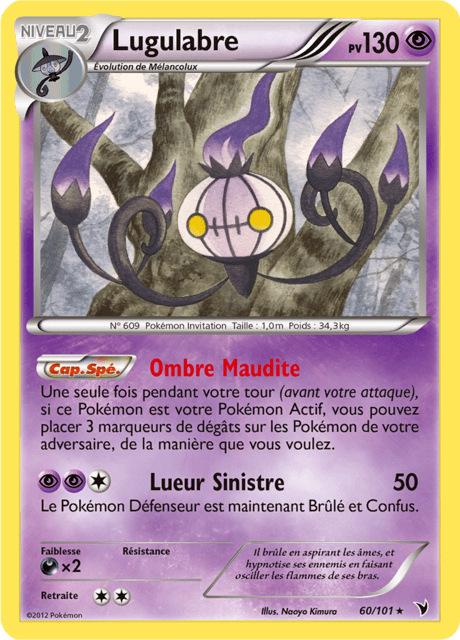 NIVEAU2
Lugulabre
PV130
Évolution de Mélancolux
N° 609 Pokémon Invitation Taille : 1,0m Poids : 34,3kg
Cap. Spé. Ombre Maudite
Une seule fois pendant votre tour (avant votre attaque),
si ce Pokémon est votre Pokémon Actif, vous pouvez
placer 3 marqueurs de dégâts sur les Pokémon de votre
adversaire, de la manière que vous voulez.
Lueur Sinistre 50
Le Pokémon Défenseur est maintenant Brûlé et Confus.
Faiblesse Résistance
×2
Retraite
Il brûle en aspirant les âmes, et
hypnotise ses ennemis en faisant
osciller les flammes de ses bras.
©2012 Pokémon Illus. Naoyo Kimura 60/101 ★